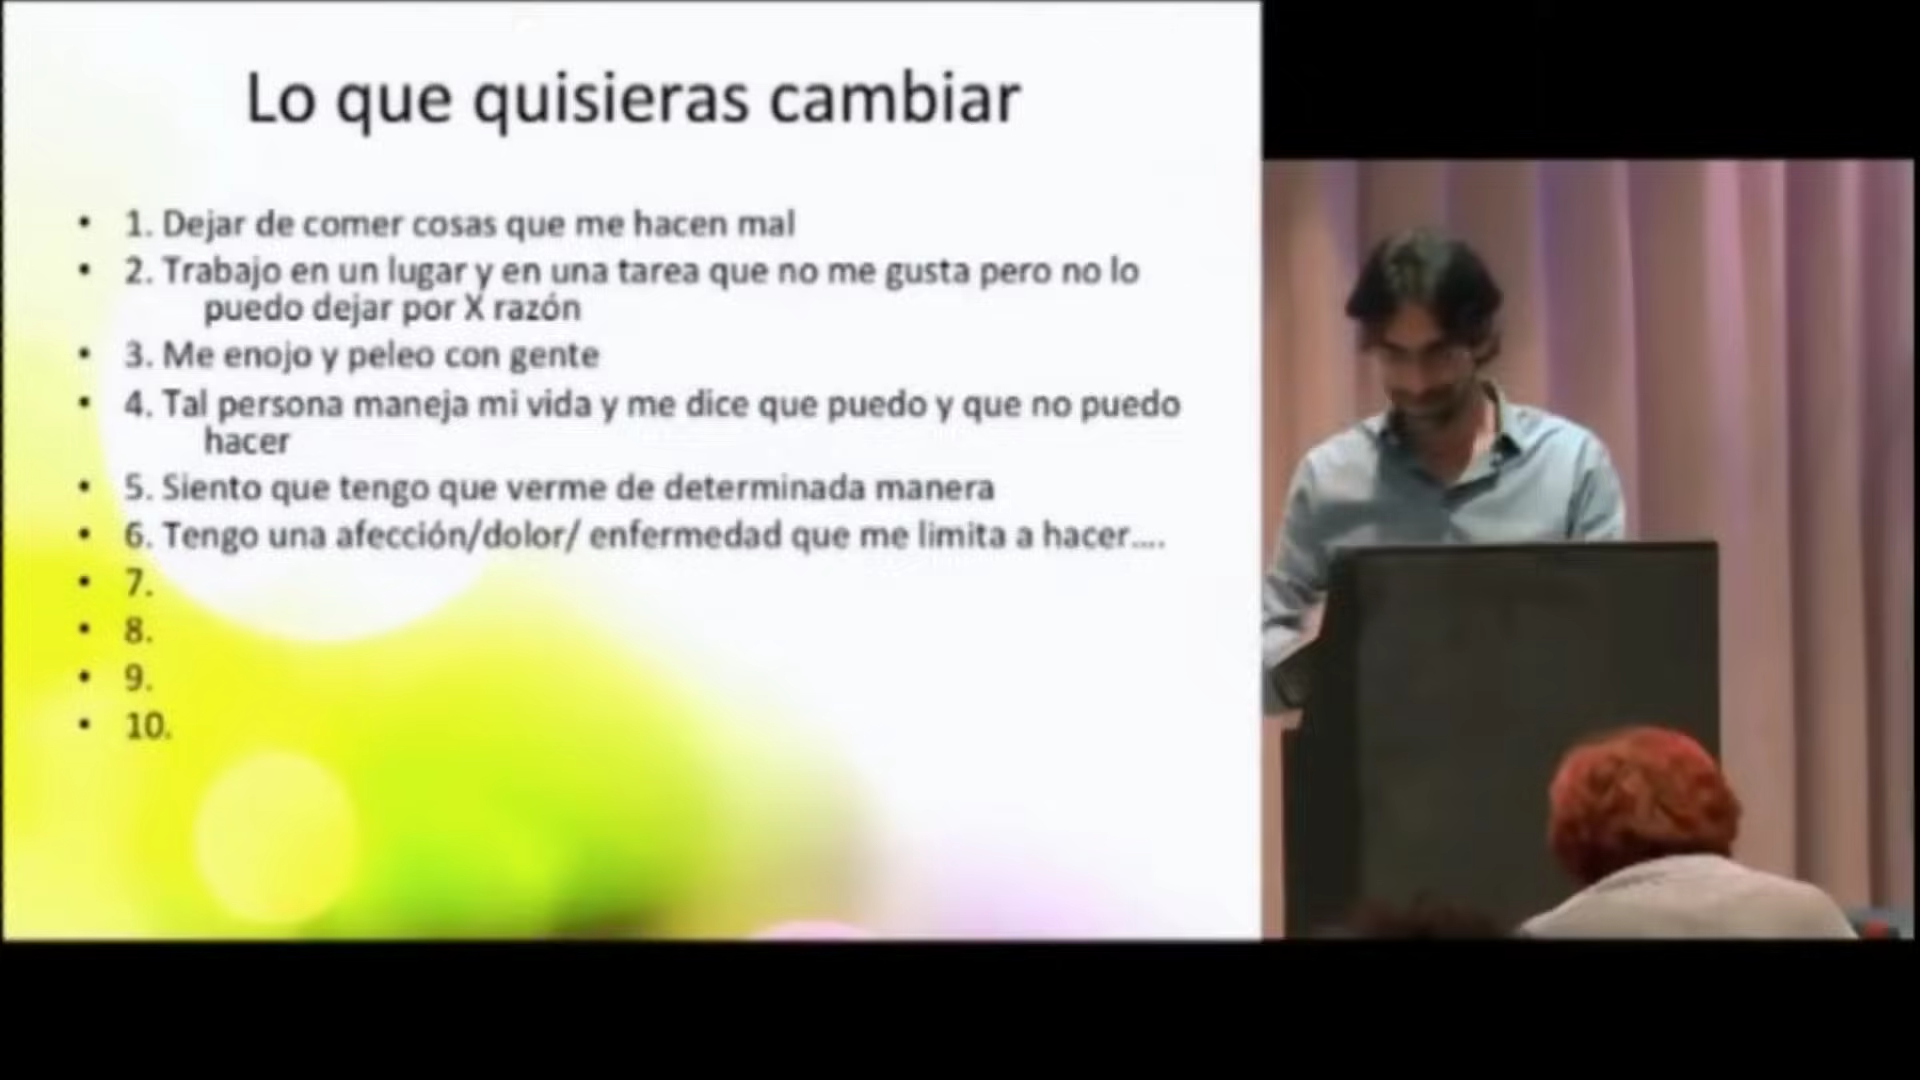 Lo que quisieras cambiar
• 1. Dejar de comer cosas que me hacen mal
• 2. Trabajo en un lugar y en una tarea que no me gusta pero no lo
puedo dejar por X razón
• 3. Me enojo y peleo con gente
• 4. Tal persona maneja mi vida y me dice que puedo y que no puedo
hacer
• 5. Siento que tengo que verme de determinada manera
• 6. Tengo una afección/dolor/ enfermedad que me limita a hacer....
• 7.
• 8.
• 9.
• 10.